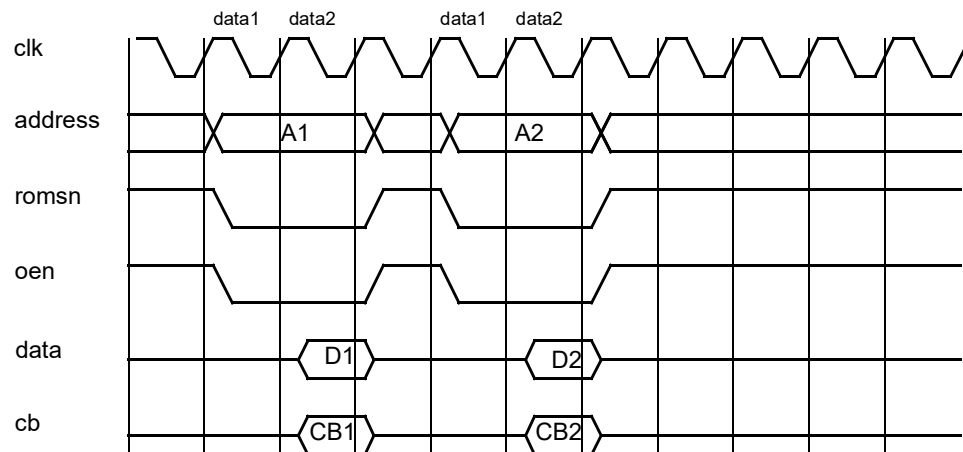 data1 data2 data1 data2
clk
address A1 A2
romsn
oen
data D1 D2
cb CB1 CB2